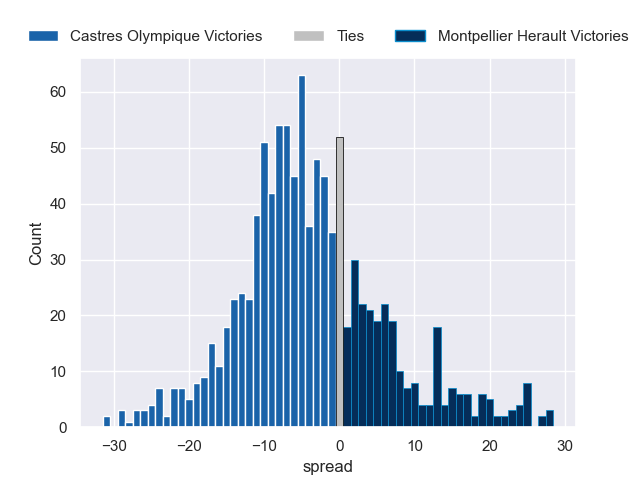 Castres Olympique Victories Ties Montpellier Herault Victories
60
50
40
30
20
10
0
Count
−30 −20 −10 0 10 20 30
spread